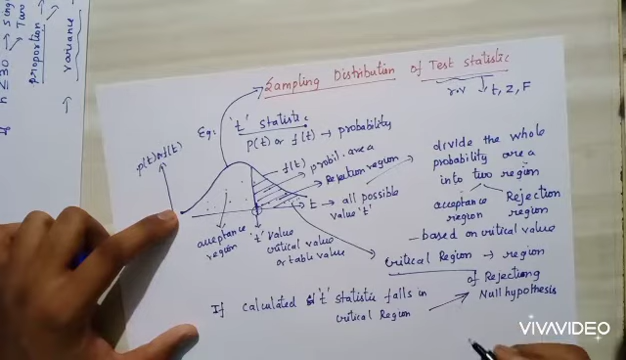 n ≤ 30
→ Two
proportion
→ variance
Sampling Distribution of Test statistic
r.v → t, Z, F
Eg: 't' statistic
p(t) or f(t) → probability
p(t) or f(t)
f(t)
probil. area
Rejection region
t → all possible
value 't'
divide the whole
probability area
into two region
acceptance region
Rejection region
- based on critical value
acceptance
region
't' value
critical value
or table value
Critical Region → region
of Rejecting
Null hypothesis
If calculated 't' statistic falls in
critical Region
VIVAVIDEO